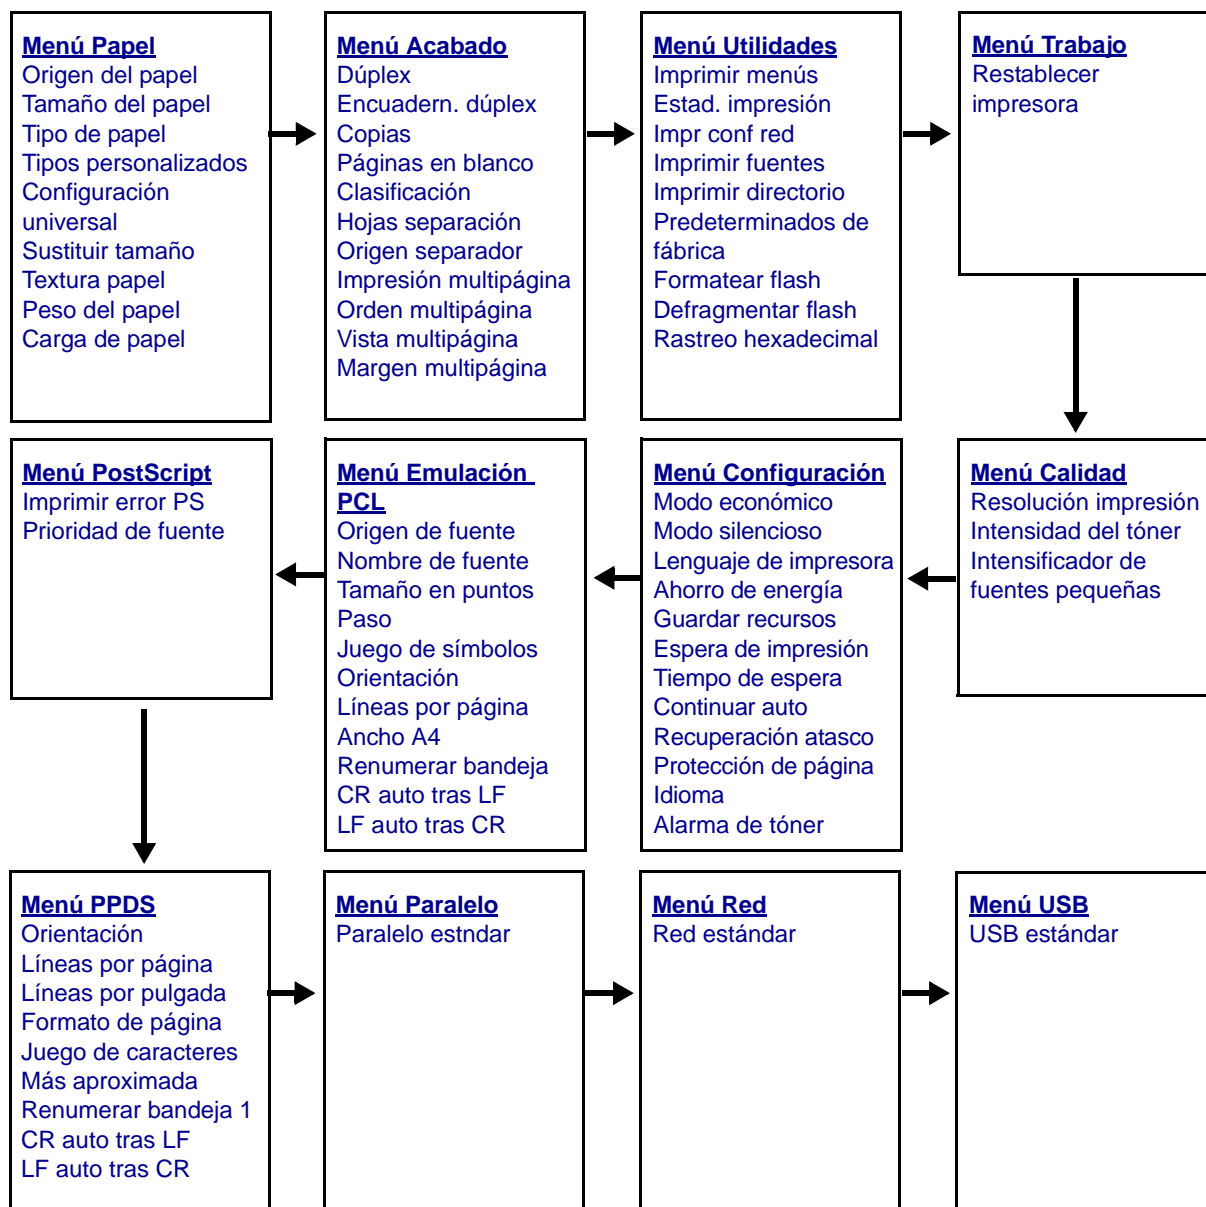 Menú Papel
Origen del papel
Tamaño del papel
Tipo de papel
Tipos personalizados
Configuración
universal
Sustituir tamaño
Textura papel
Peso del papel
Carga de papel
Menú Acabado
Dúplex
Encuadern. dúplex
Copias
Páginas en blanco
Clasificación
Hojas separación
Origen separador
Impresión multipágina
Orden multipágina
Vista multipágina
Margen multipágina
Menú Utilidades
Imprimir menús
Estad. impresión
Impr conf red
Imprimir fuentes
Imprimir directorio
Predeterminados de
fábrica
Formatear flash
Defragmentar flash
Rastreo hexadecimal
Menú Trabajo
Restablecer
impresora
Menú Calidad
Resolución impresión
Intensidad del tóner
Intensificador de
fuentes pequeñas
Menú Configuración
Modo económico
Modo silencioso
Lenguaje de impresora
Ahorro de energía
Guardar recursos
Espera de impresión
Tiempo de espera
Continuar auto
Recuperación atasco
Protección de página
Idioma
Alarma de tóner
Menú Emulación
PCL
Origen de fuente
Nombre de fuente
Tamaño en puntos
Paso
Juego de símbolos
Orientación
Líneas por página
Ancho A4
Renumerar bandeja
CR auto tras LF
LF auto tras CR
Menú PostScript
Imprimir error PS
Prioridad de fuente
Menú PPDS
Orientación
Líneas por página
Líneas por pulgada
Formato de página
Juego de caracteres
Más aproximada
Renumerar bandeja 1
CR auto tras LF
LF auto tras CR
Menú Paralelo
Paralelo estndar
Menú Red
Red estándar
Menú USB
USB estándar